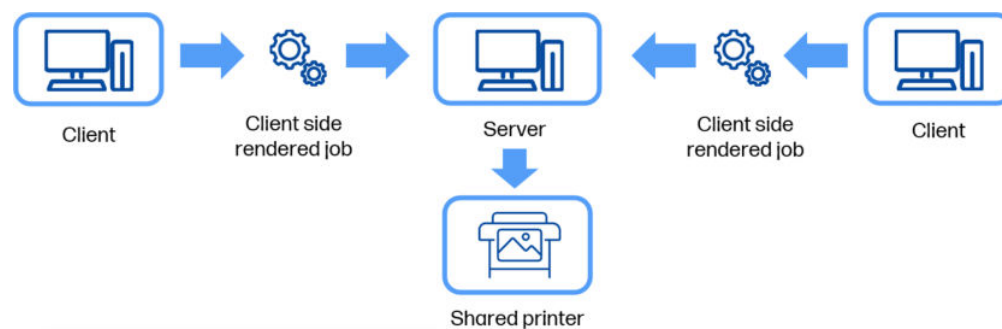 Client
Client side
rendered job
Server
Client side
rendered job
Client
Shared printer